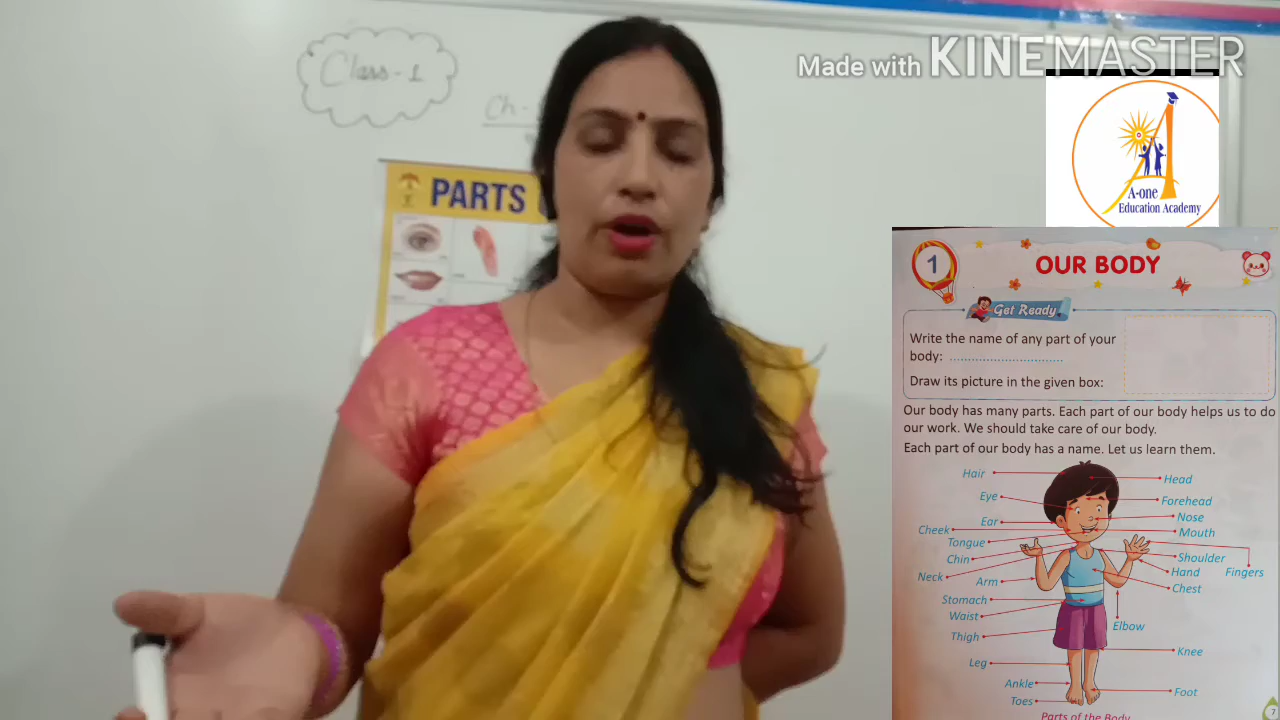 Class-1
Ch-
PARTS
Made with KINEMASTER
A-one
Education Academy
1
OUR BODY
Get Ready
Write the name of any part of your
body: ..............................
Draw its picture in the given box:
Our body has many parts. Each part of our body helps us to do
our work. We should take care of our body.
Each part of our body has a name. Let us learn them.
Hair
Head
Eye
Forehead
Ear
Nose
Cheek
Mouth
Tongue
Chin
Shoulder
Neck
Hand
Fingers
Arm
Chest
Stomach
Waist
Elbow
Thigh
Knee
Leg
Ankle
Foot
Toes
Parts of the Body
7